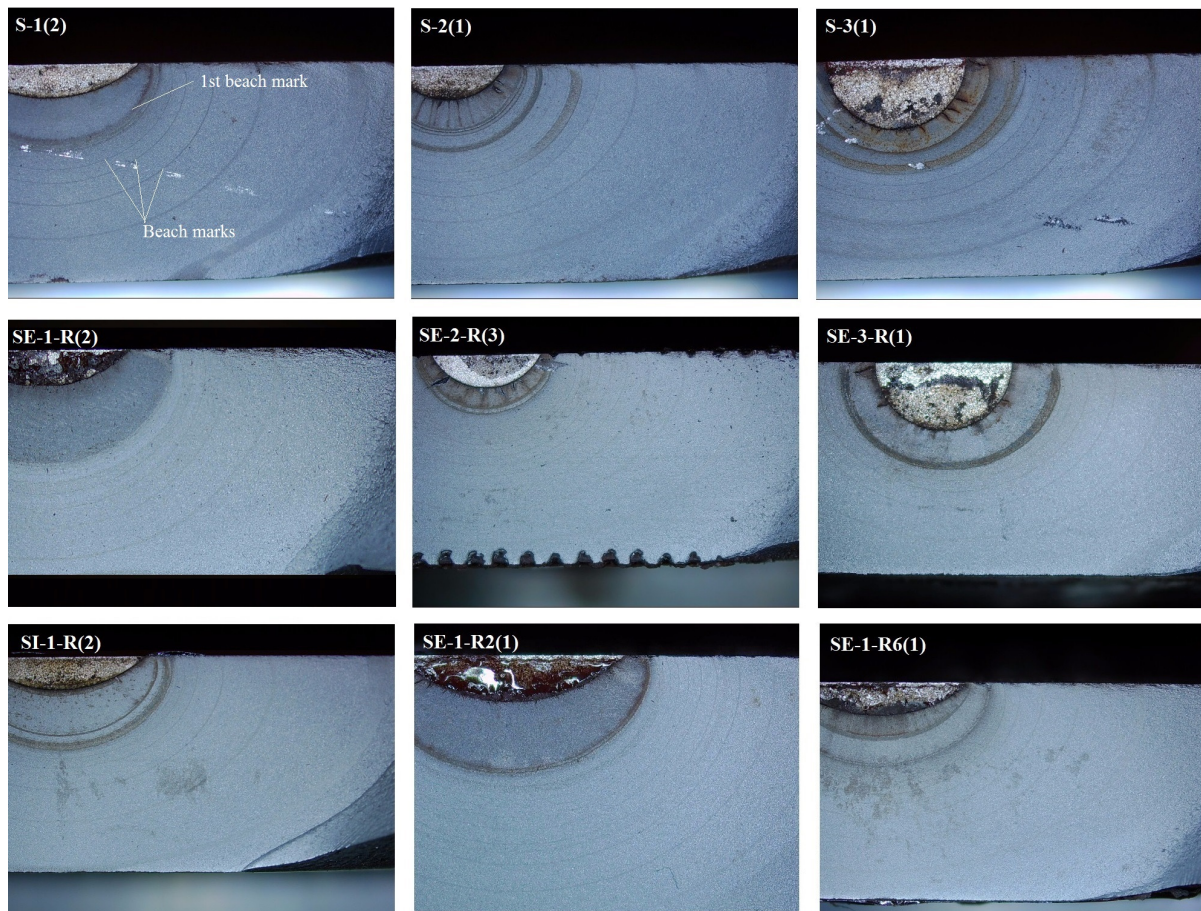 S-1(2)
1st beach mark
Beach marks
S-2(1)
S-3(1)
SE-1-R(2)
SE-2-R(3)
SE-3-R(1)
SI-1-R(2)
SE-1-R2(1)
SE-1-R6(1)